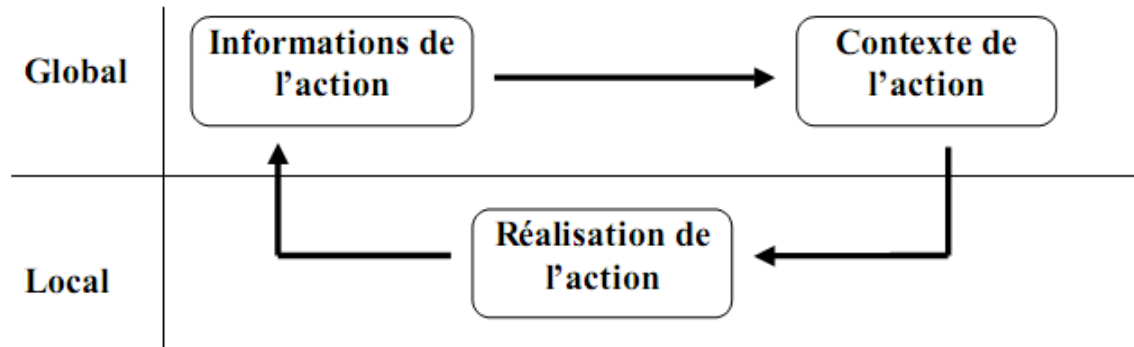 Global
Informations de
l’action
Contexte de
l’action
Local
Réalisation de
l’action